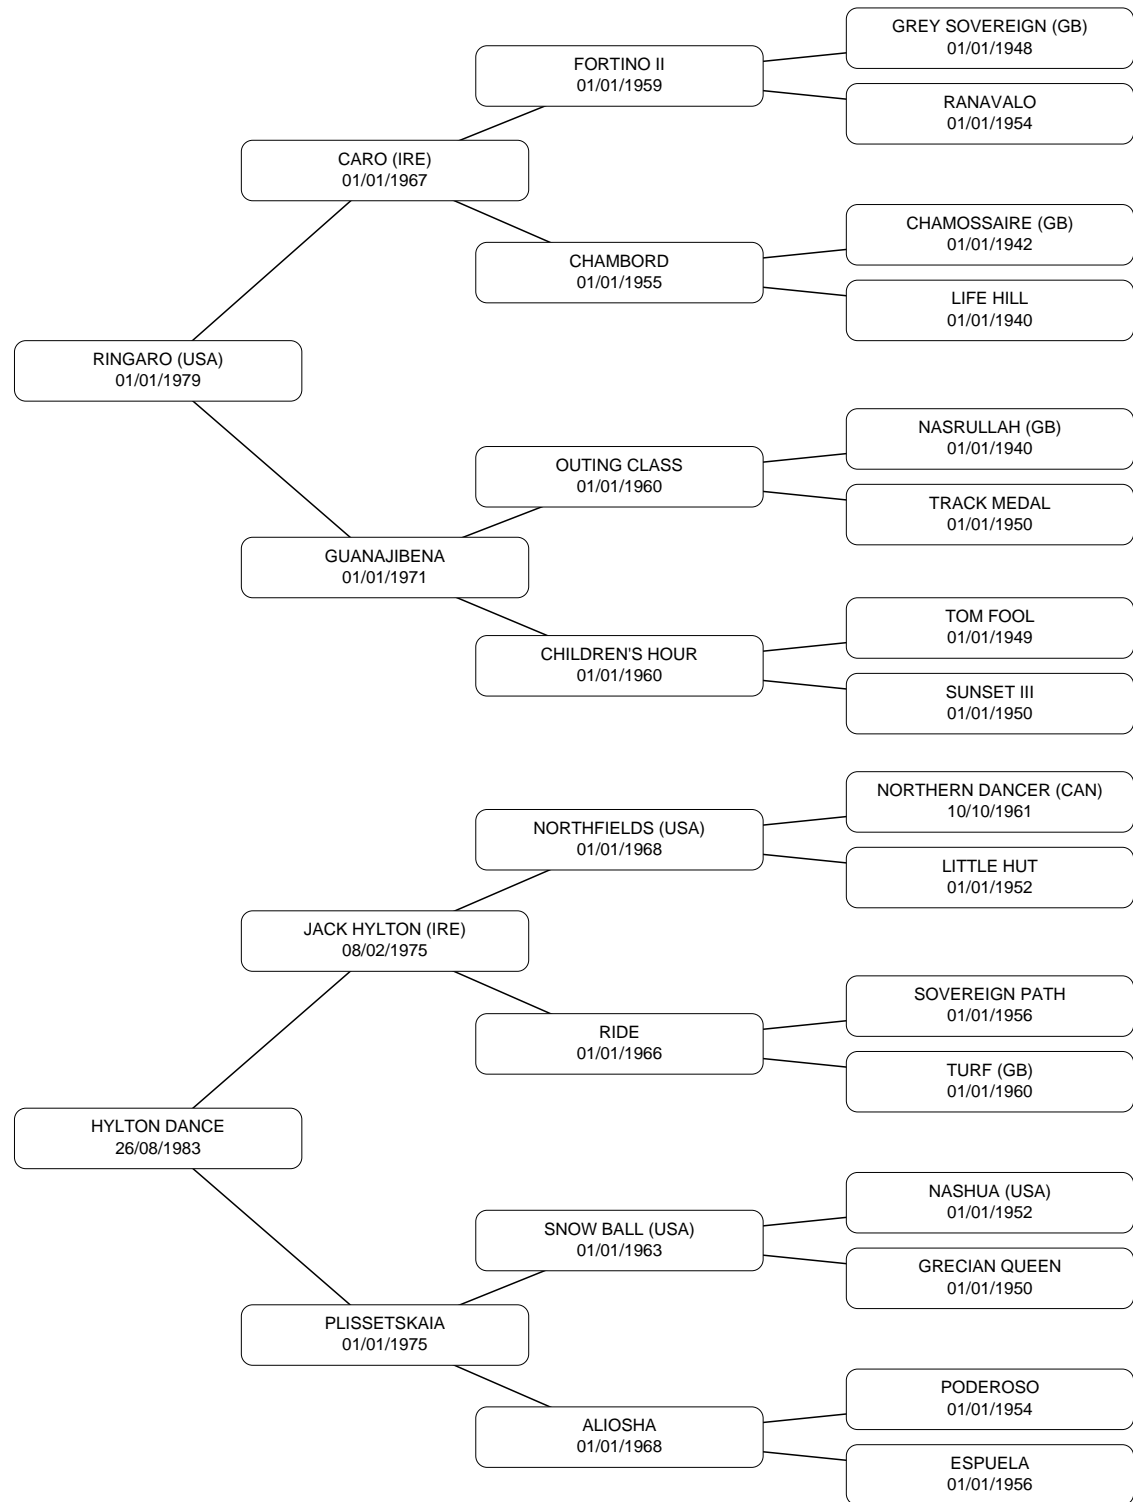 GREY SOVEREIGN (GB)
01/01/1948
FORTINO II
01/01/1959
RANAVALO
01/01/1954
CARO (IRE)
01/01/1967
CHAMOSSAIRE (GB)
01/01/1942
CHAMBORD
01/01/1955
LIFE HILL
01/01/1940
RINGARO (USA)
01/01/1979
NASRULLAH (GB)
01/01/1940
OUTING CLASS
01/01/1960
TRACK MEDAL
01/01/1950
GUANAJIBENA
01/01/1971
TOM FOOL
01/01/1949
CHILDREN'S HOUR
01/01/1960
SUNSET III
01/01/1950
NORTHERN DANCER (CAN)
10/10/1961
NORTHFIELDS (USA)
01/01/1968
LITTLE HUT
01/01/1952
JACK HYLTON (IRE)
08/02/1975
SOVEREIGN PATH
01/01/1956
RIDE
01/01/1966
TURF (GB)
01/01/1960
HYLTON DANCE
26/08/1983
NASHUA (USA)
01/01/1952
SNOW BALL (USA)
01/01/1963
GRECIAN QUEEN
01/01/1950
PLISSETSKAIA
01/01/1975
PODEROSO
01/01/1954
ALIOSHA
01/01/1968
ESPUELA
01/01/1956